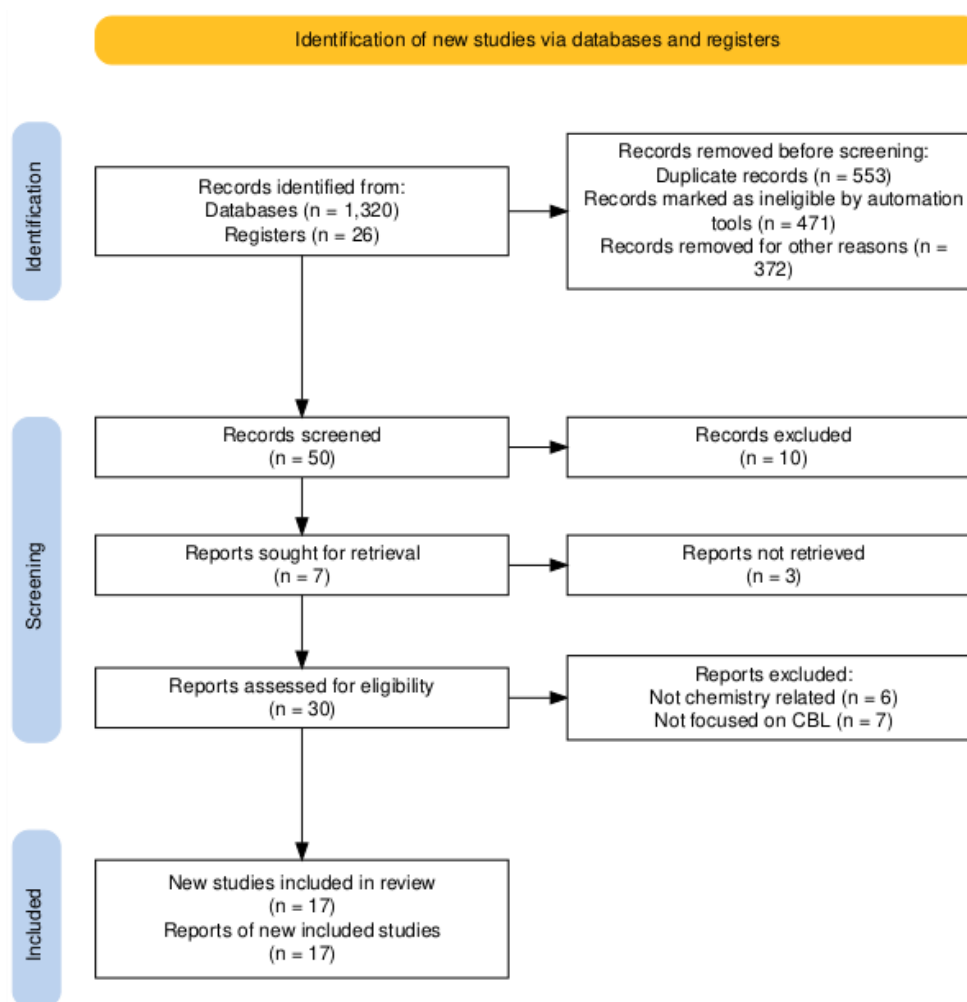 Identification of new studies via databases and registers
Identification
Records identified from:
Databases (n = 1,320)
Registers (n = 26)
Records removed before screening:
Duplicate records (n = 553)
Records marked as ineligible by automation
tools (n = 471)
Records removed for other reasons (n =
372)
Screening
Records screened
(n = 50)
Records excluded
(n = 10)
Reports sought for retrieval
(n = 7)
Reports not retrieved
(n = 3)
Reports assessed for eligibility
(n = 30)
Reports excluded:
Not chemistry related (n = 6)
Not focused on CBL (n = 7)
Included
New studies included in review
(n = 17)
Reports of new included studies
(n = 17)